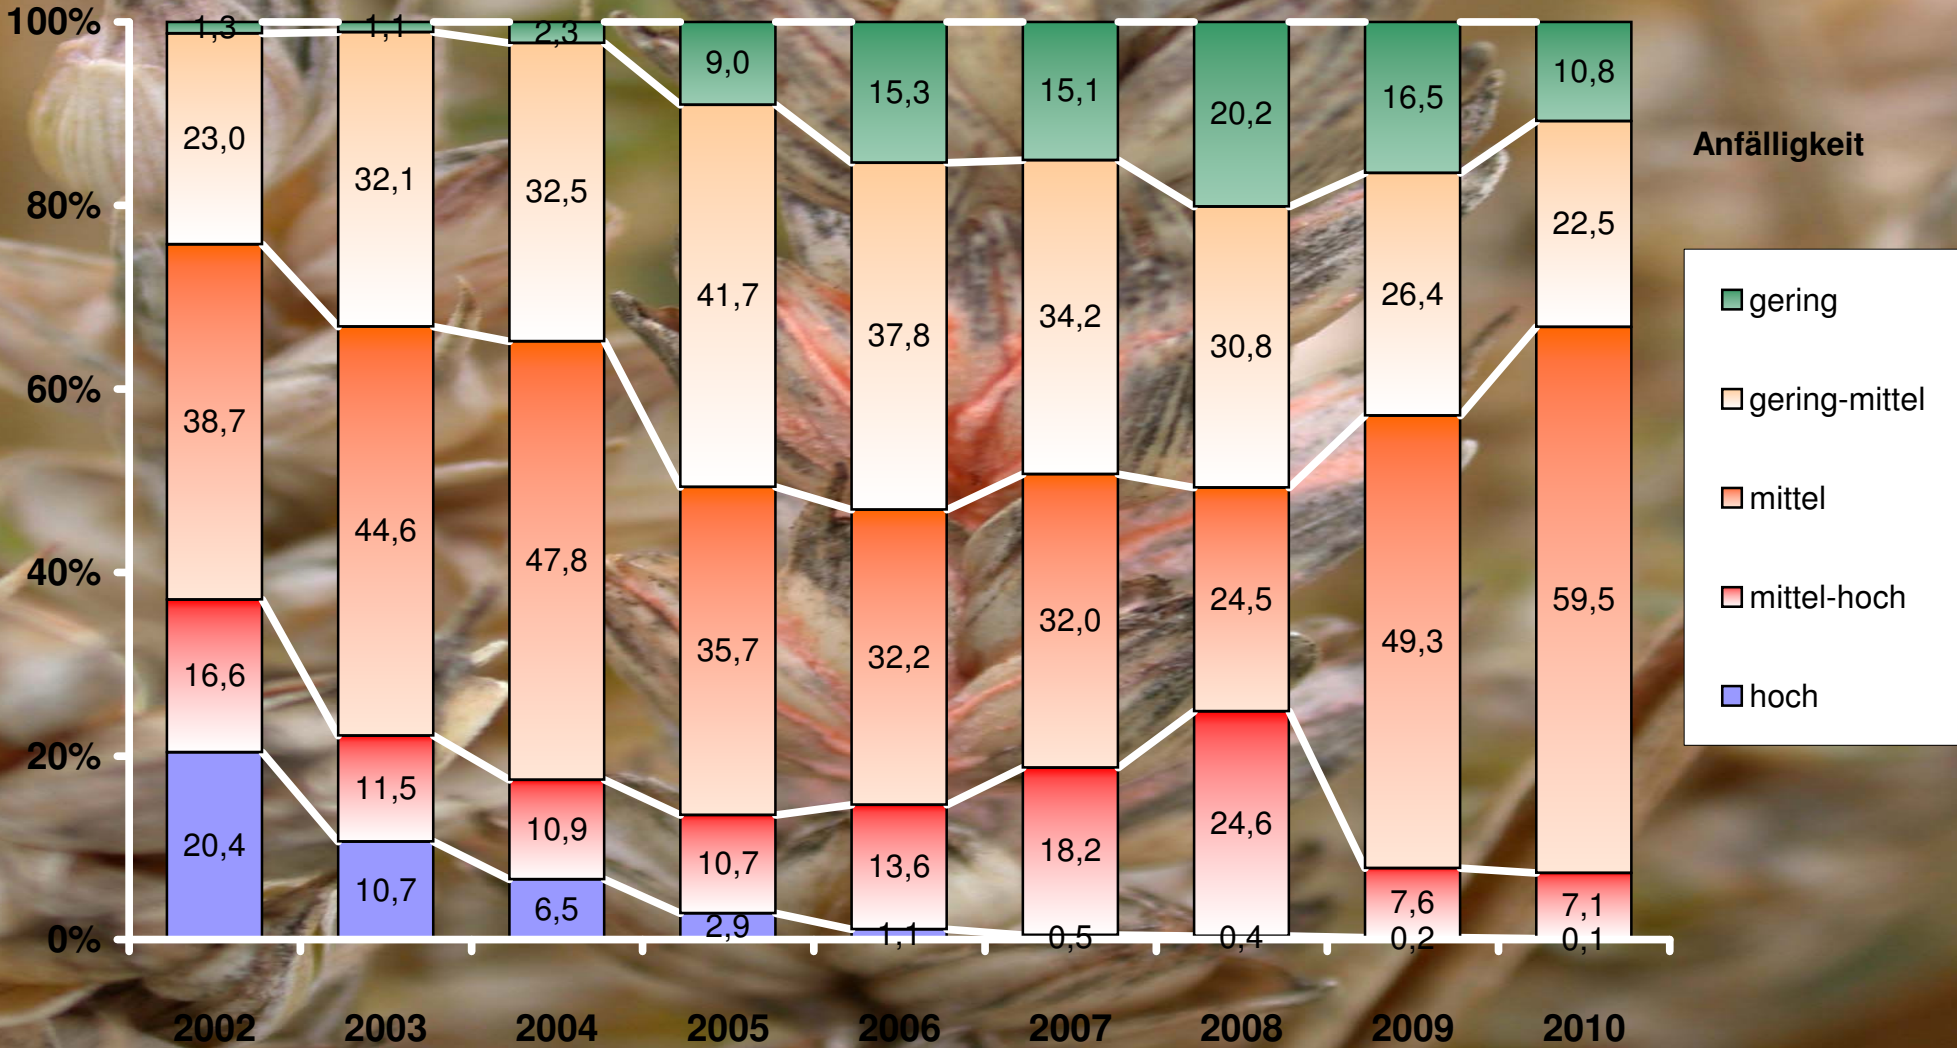 100%
80%
60%
40%
20%
0%
1,3 1,1 2,3 9,0 15,3 15,1 20,2 16,5 10,8
23,0 32,1 32,5 41,7 37,8 34,2 30,8 26,4 22,5
38,7 44,6 47,8 35,7 32,2 32,0 24,5 49,3 59,5
16,6 11,5 10,9 10,7 13,6 18,2 24,6 7,6 7,1
20,4 10,7 6,5 2,9 1,1 0,5 0,4 0,2 0,1
2002 2003 2004 2005 2006 2007 2008 2009 2010
Anfälligkeit
gering
gering-mittel
mittel
mittel-hoch
hoch